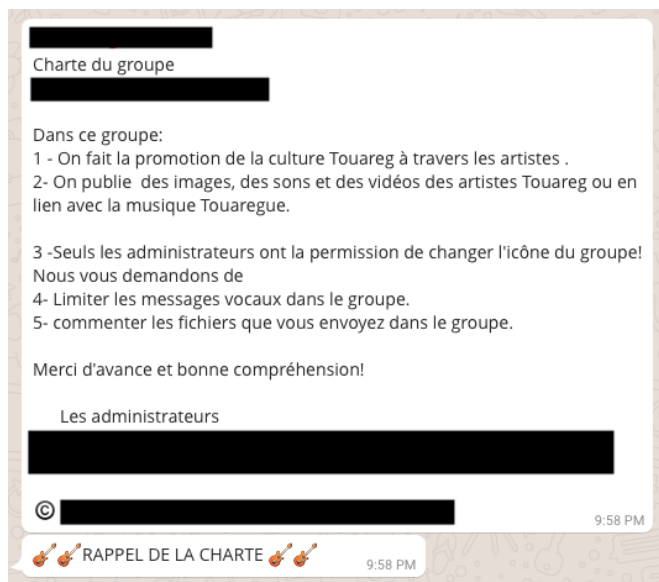 Charte du groupe
Dans ce groupe:
1 - On fait la promotion de la culture Touareg à travers les artistes .
2- On publie  des images, des sons et des vidéos des artistes Touareg ou en
lien avec la musique Touaregue.
3 -Seuls les administrateurs ont la permission de changer l'icône du groupe!
Nous vous demandons de
4- Limiter les messages vocaux dans le groupe.
5- commenter les fichiers que vous envoyez dans le groupe.
Merci d'avance et bonne compréhension!
Les administrateurs
©
9:58 PM
🎸🎸RAPPEL DE LA CHARTE🎸🎸
9:58 PM